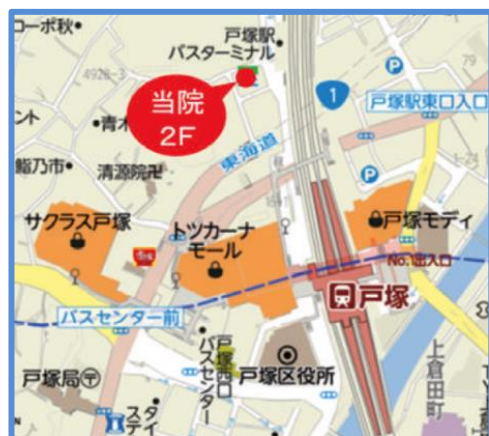 コーポ秋•
戸塚駅
バスターミナル
4928-3
79
P
当院
2F
1
戸塚駅東口入口
•青木
東海道
鮨乃市•
清源院卍
P
1-24
サクラス戸塚
トツカーナ
モール
戸塚モディ
No.1出入口
戸塚
バスセンター前
戸塚西口
バスセンター
戸塚区役所
上倉田町
戸塚局〒